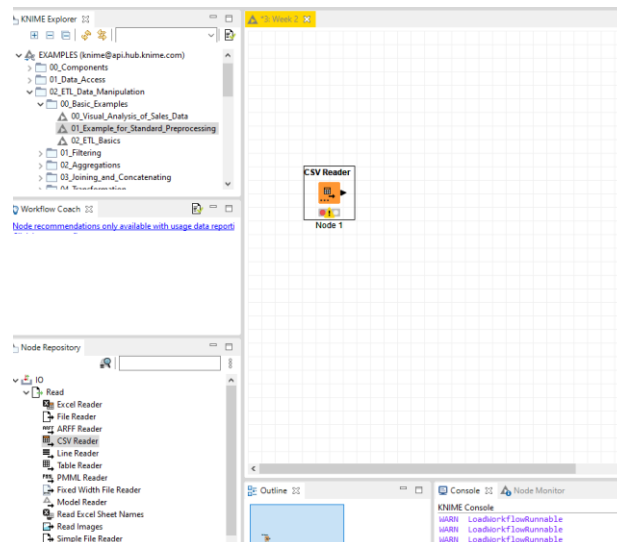 KNIME Explorer
EXAMPLES (knime@api.hub.knime.com)
00_Components
01_Data_Access
02_ETL_Data_Manipulation
00_Basic_Examples
00_Visual_Analysis_of_Sales_Data
01_Example_for_Standard_Preprocessing
02_ETL_Basics
01_Filtering
02_Aggregations
03_Joining_and_Concatenating
04_Transformation
Workflow Coach
Node recommendations only available with usage data reporti
Node Repository
IO
Read
Excel Reader
File Reader
ARFF Reader
CSV Reader
Line Reader
Table Reader
PMML Reader
Fixed Width File Reader
Model Reader
Read Excel Sheet Names
Read Images
Simple File Reader
*3: Week 2
CSV Reader
Node 1
Outline
Console
Node Monitor
KNIME Console
WARN LoadWorkflowRunnable
WARN LoadWorkflowRunnable
WARN LoadWorkflowRunnable